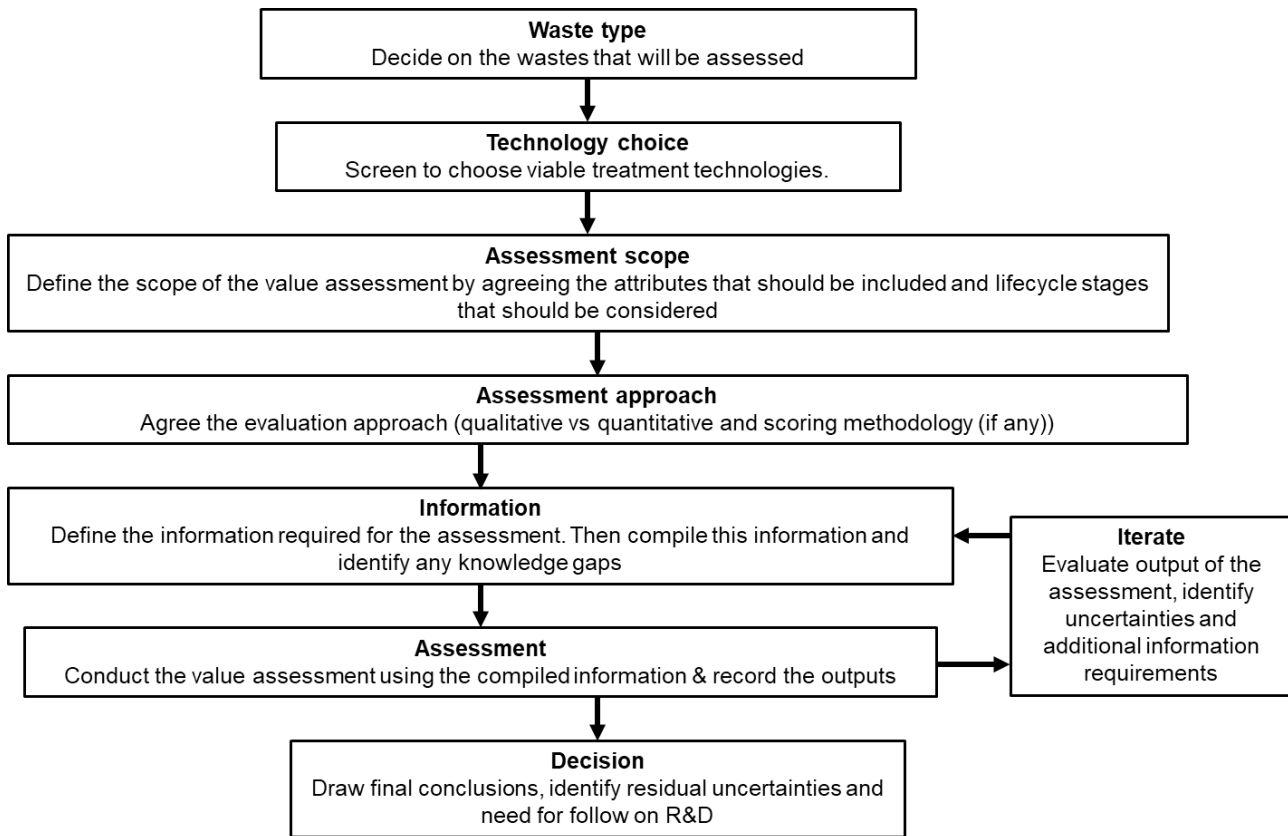 Waste type
Decide on the wastes that will be assessed
Technology choice
Screen to choose viable treatment technologies.
Assessment scope
Define the scope of the value assessment by agreeing the attributes that should be included and lifecycle stages
that should be considered
Assessment approach
Agree the evaluation approach (qualitative vs quantitative and scoring methodology (if any))
Information
Define the information required for the assessment. Then compile this information and
identify any knowledge gaps
Iterate
Evaluate output of the
assessment, identify
uncertainties and
additional information
requirements
Assessment
Conduct the value assessment using the compiled information & record the outputs
Decision
Draw final conclusions, identify residual uncertainties and
need for follow on R&D